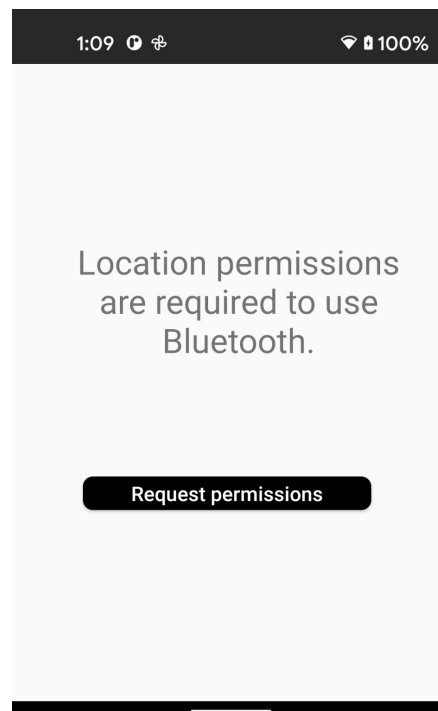 1:09 100%
Location permissions
are required to use
Bluetooth.
Request permissions